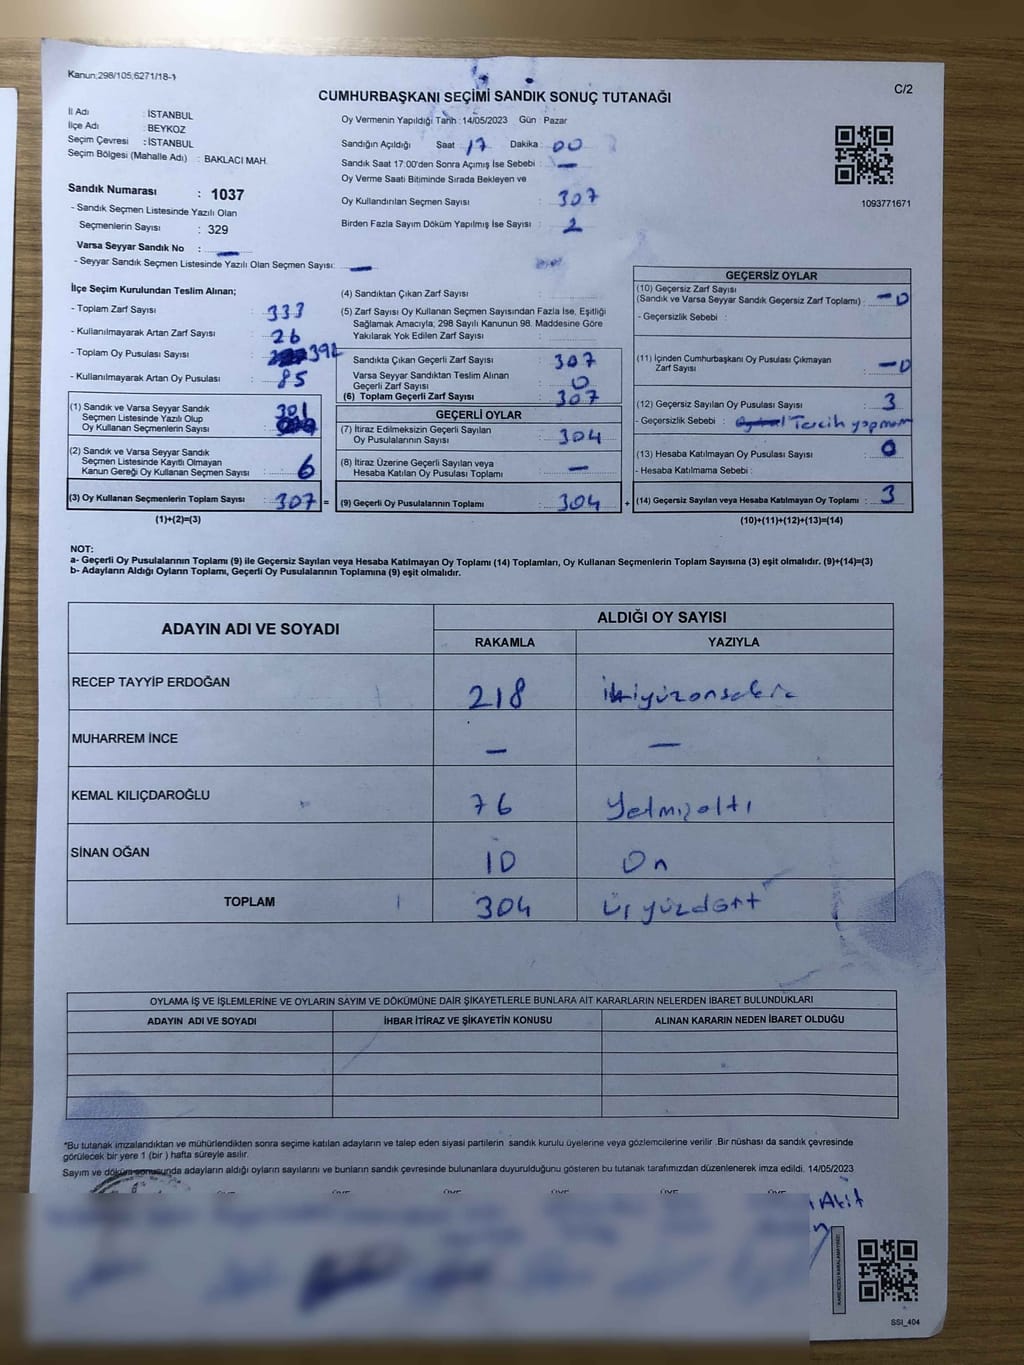 Kanun;298/105;6271/18-1
C/2
CUMHURBAŞKANI SEÇİMİ SANDIK SONUÇ TUTANAĞI
İl Adı : İSTANBUL
İlçe Adı : BEYKOZ
Seçim Çevresi : İSTANBUL
Seçim Bölgesi (Mahalle Adı) : BAKLACI MAH.
Sandık Numarası : 1037
- Sandık Seçmen Listesinde Yazılı Olan
Seçmenlerin Sayısı : 329
Varsa Seyyar Sandık No : —
- Seyyar Sandık Seçmen Listesinde Yazılı Olan Seçmen Sayısı: —
Oy Vermenin Yapıldığı Tarih : 14/05/2023 Gün : Pazar
Sandığın Açıldığı Saat : 17 Dakika : 00
Sandık Saat 17:00'den Sonra Açılmış İse Sebebi : —
Oy Verme Saati Bitiminde Sırada Bekleyen ve
Oy Kullandırılan Seçmen Sayısı : 307
Birden Fazla Sayım Döküm Yapılmış İse Sayısı : 2
1093771671
İlçe Seçim Kurulundan Teslim Alınan;
- Toplam Zarf Sayısı : 333
- Kullanılmayarak Artan Zarf Sayısı : 26
- Toplam Oy Pusulası Sayısı : 392
- Kullanılmayarak Artan Oy Pusulası : 85
(1) Sandık ve Varsa Seyyar Sandık
Seçmen Listesinde Yazılı Olup
Oy Kullanan Seçmenlerin Sayısı : 301
(2) Sandık ve Varsa Seyyar Sandık
Seçmen Listesinde Kayıtlı Olmayan
Kanun Gereği Oy Kullanan Seçmen Sayısı : 6
(3) Oy Kullanan Seçmenlerin Toplam Sayısı : 307 =
(1)+(2)=(3)
(4) Sandıktan Çıkan Zarf Sayısı :
(5) Zarf Sayısı Oy Kullanan Seçmen Sayısından Fazla İse, Eşitliği
Sağlamak Amacıyla, 298 Sayılı Kanunun 98. Maddesine Göre
Yakılarak Yok Edilen Zarf Sayısı :
Sandıkta Çıkan Geçerli Zarf Sayısı : 307
Varsa Seyyar Sandıktan Teslim Alınan
Geçerli Zarf Sayısı : 0
(6) Toplam Geçerli Zarf Sayısı : 307
GEÇERLİ OYLAR
(7) İtiraz Edilmeksizin Geçerli Sayılan
Oy Pusulalarının Sayısı : 304
(8) İtiraz Üzerine Geçerli Sayılan veya
Hesaba Katılan Oy Pusulası Toplamı : —
(9) Geçerli Oy Pusulalarının Toplamı : 304 +
GEÇERSİZ OYLAR
(10) Geçersiz Zarf Sayısı
(Sandık ve Varsa Seyyar Sandık Geçersiz Zarf Toplamı) : -0
- Geçersizlik Sebebi :
(11) İçinden Cumhurbaşkanı Oy Pusulası Çıkmayan
Zarf Sayısı : -0
(12) Geçersiz Sayılan Oy Pusulası Sayısı : 3
- Geçersizlik Sebebi : Tercih yapmam
(13) Hesaba Katılmayan Oy Pusulası Sayısı : 0
- Hesaba Katılmama Sebebi :
(14) Geçersiz Sayılan veya Hesaba Katılmayan Oy Toplamı : 3
(10)+(11)+(12)+(13)=(14)
NOT:
a- Geçerli Oy Pusulalarının Toplamı (9) ile Geçersiz Sayılan veya Hesaba Katılmayan Oy Toplamı (14) Toplamları, Oy Kullanan Seçmenlerin Toplam Sayısına (3) eşit olmalıdır. (9)+(14)=(3)
b- Adayların Aldığı Oyların Toplamı, Geçerli Oy Pusulalarının Toplamına (9) eşit olmalıdır.
ADAYIN ADI VE SOYADI
ALDIĞI OY SAYISI
RAKAMLA YAZIYLA
RECEP TAYYİP ERDOĞAN 218 ikiyüzonsekiz
MUHARREM İNCE — —
KEMAL KILIÇDAROĞLU 76 Yetmişaltı
SİNAN OĞAN 10 On
TOPLAM 304 Üçyüzdört
OYLAMA İŞ VE İŞLEMLERİNE VE OYLARIN SAYIM VE DÖKÜMÜNE DAİR ŞİKAYETLERLE BUNLARA AİT KARARLARIN NELERDEN İBARET BULUNDUKLARI
ADAYIN ADI VE SOYADI İHBAR İTİRAZ VE ŞİKAYETİN KONUSU ALINAN KARARIN NEDEN İBARET OLDUĞU
*Bu tutanak imzalandıktan ve mühürlendikten sonra seçime katılan adayların ve talep eden siyasi partilerin sandık kurulu üyelerine veya gözlemcilerine verilir .Bir nüshası da sandık çevresinde
görülecek bir yere 1 (bir ) hafta süreyle asılır.
Sayım ve döküm sonusunda adayların aldığı oyların sayılarını ve bunların sandık çevresinde bulunanlara duyurulduğunu gösteren bu tutanak tarafımızdan düzenlenerek imza edildi. 14/05/2023
ÜYE ÜYE ÜYE ÜYE ÜYE
Akit
SSI_404